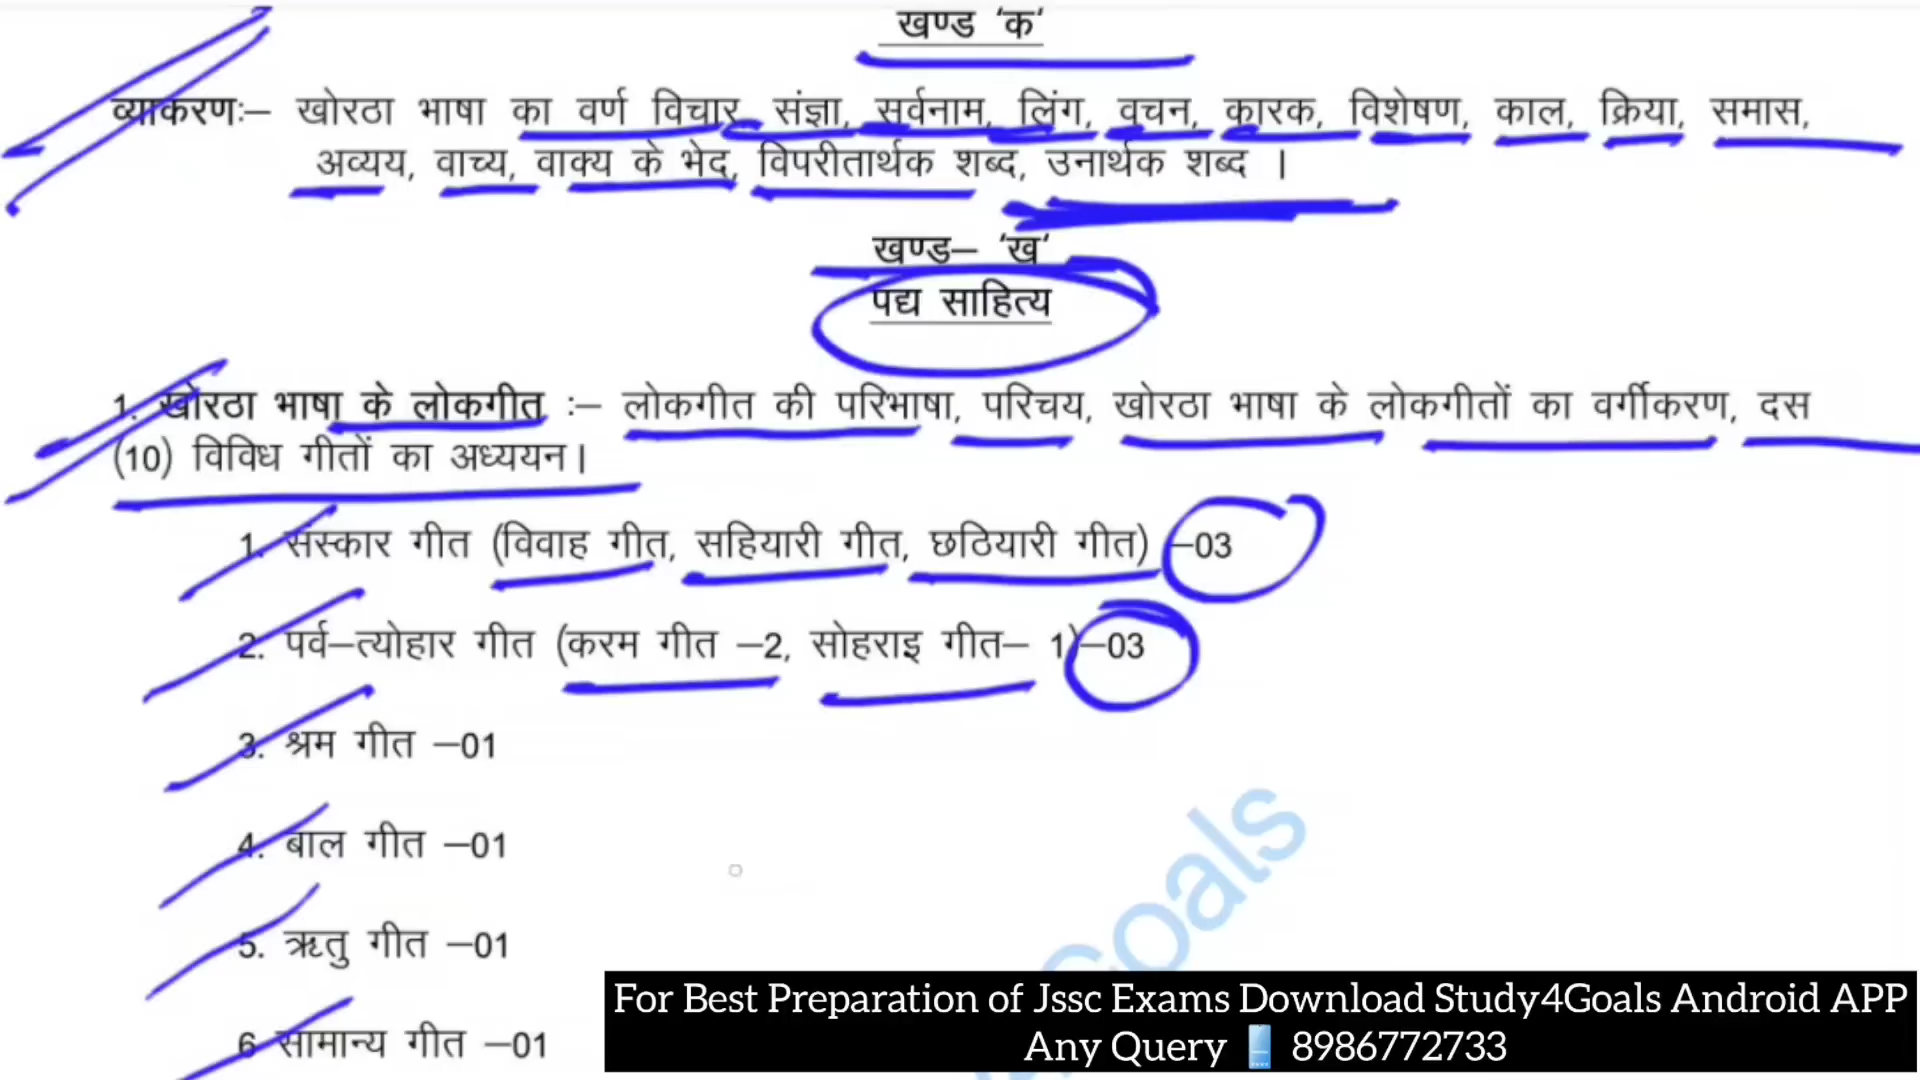 खण्ड ‘क‘
व्याकरणः– खोरठा भाषा का वर्ण विचार, संज्ञा, सर्वनाम, लिंग, वचन, कारक, विशेषण, काल, क्रिया, समास,
अव्यय, वाच्य, वाक्य के भेद, विपरीतार्थक शब्द, उनार्थक शब्द ।
खण्ड– ‘ख‘
पद्य साहित्य
1. खोरठा भाषा के लोकगीत :– लोकगीत की परिभाषा, परिचय, खोरठा भाषा के लोकगीतों का वर्गीकरण, दस
(10) विविध गीतों का अध्ययन।
1. संस्कार गीत (विवाह गीत, सहियारी गीत, छठियारी गीत) –03
2. पर्व–त्योहार गीत (करम गीत –2, सोहराइ गीत– 1)–03
3. श्रम गीत –01
4. बाल गीत –01
5. ऋतु गीत –01
6 सामान्य गीत –01
Goals
For Best Preparation of Jssc Exams Download Study4Goals Android APP
Any Query 8986772733